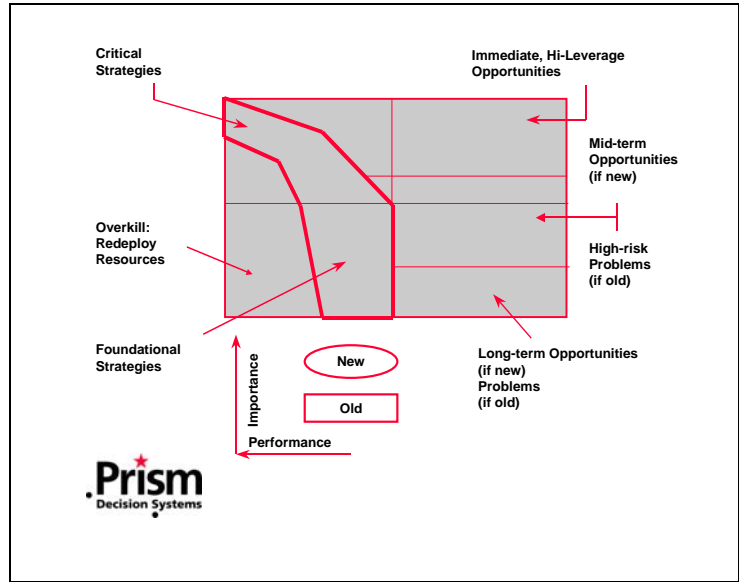 Critical
Strategies
Immediate, Hi-Leverage
Opportunities
Mid-term
Opportunities
(if new)
Overkill:
Redeploy
Resources
High-risk
Problems
(if old)
Foundational
Strategies
New
Old
Long-term Opportunities
(if new)
Problems
(if old)
Importance
Performance
Prism
Decision Systems